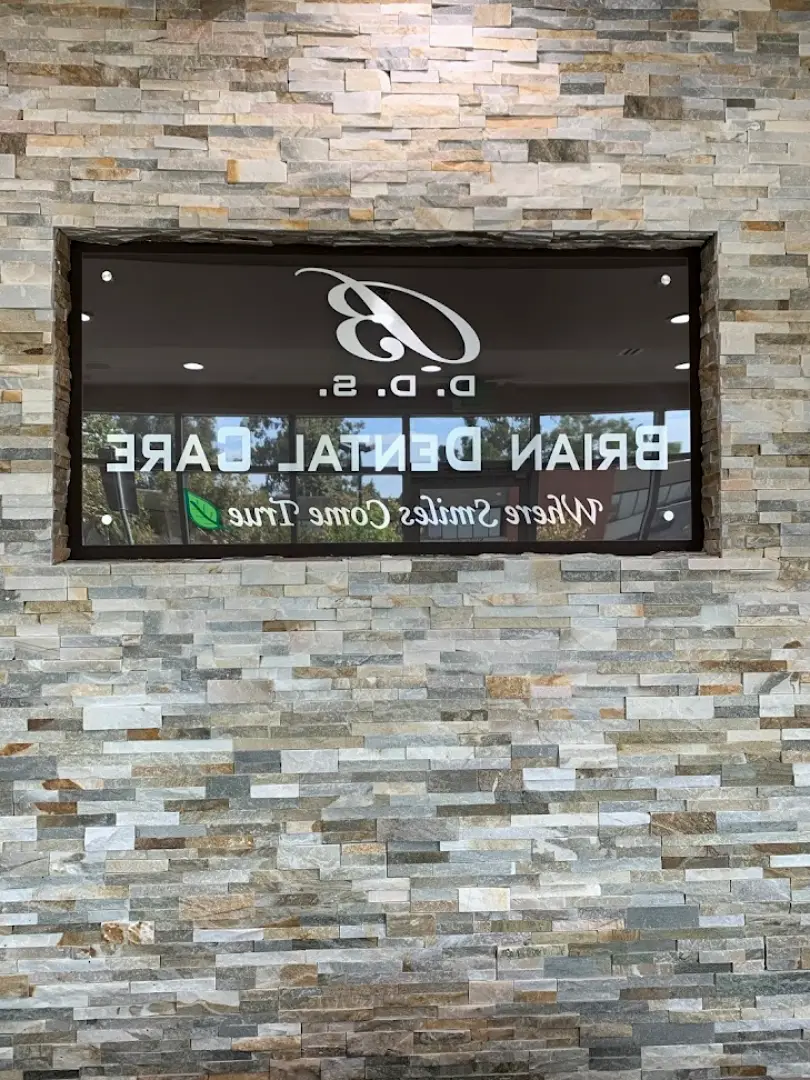 B
D. D. S.
BRIAN DENTAL CARE
Where Smiles Come True